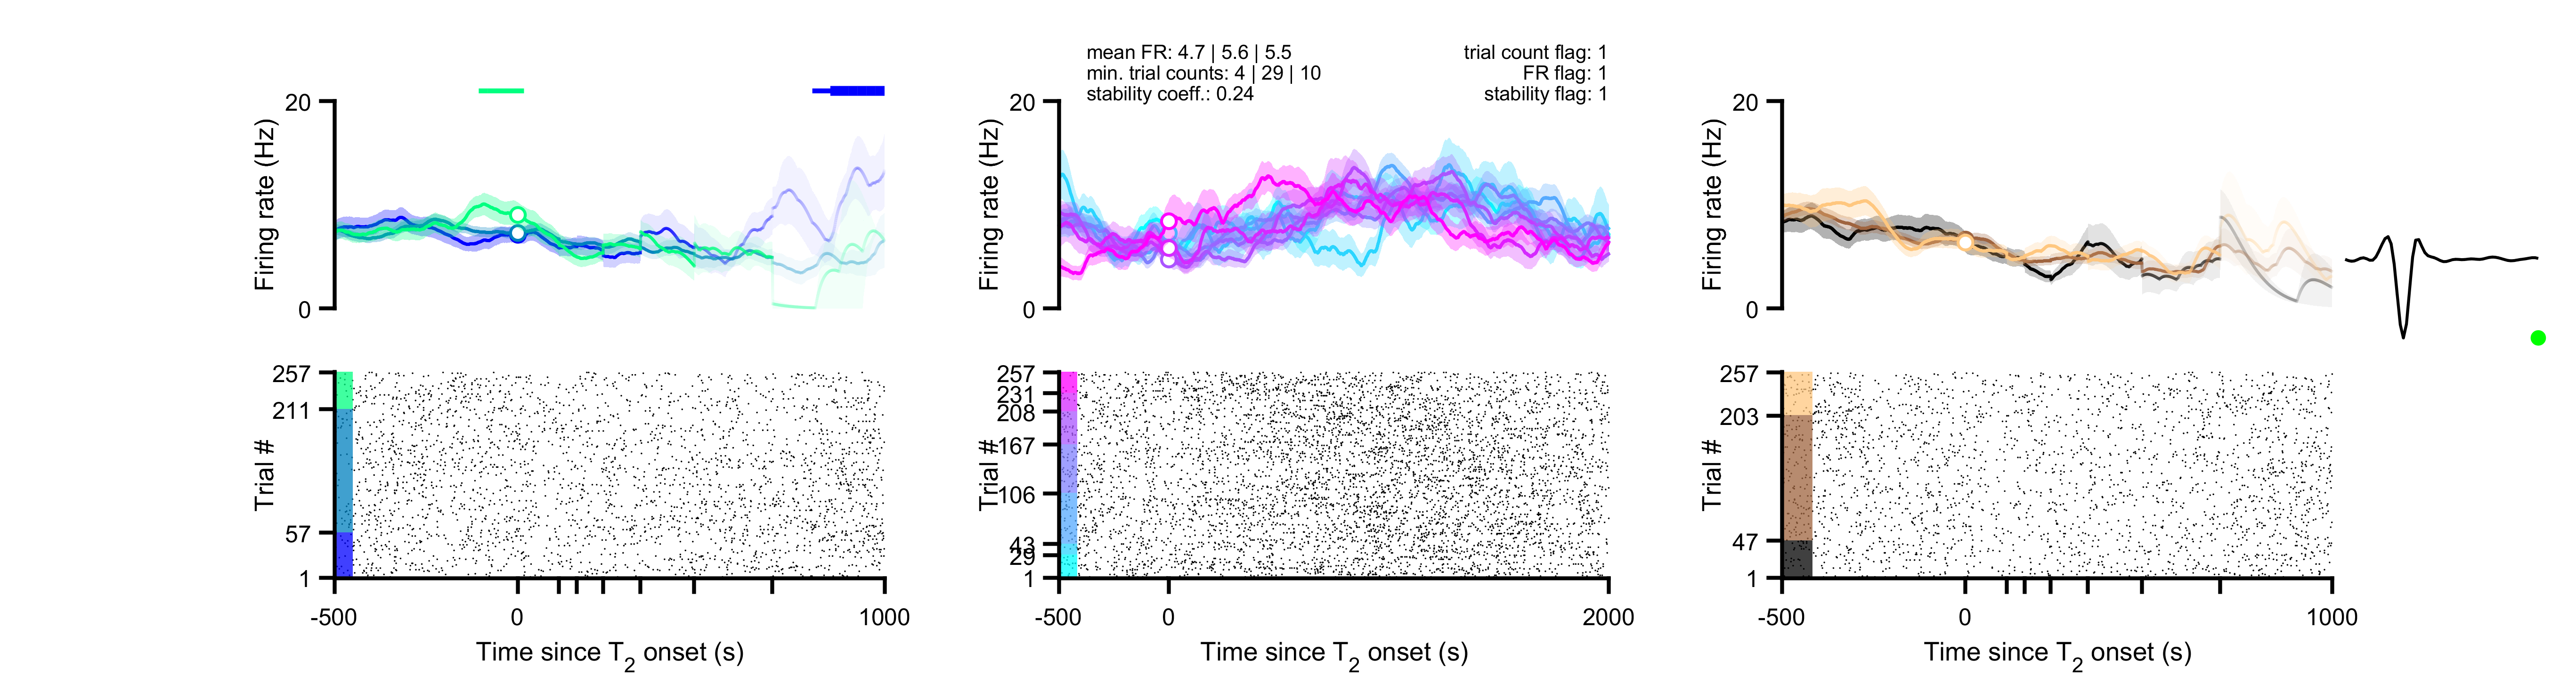 mean FR: 4.7 | 5.6 | 5.5
min. trial counts: 4 | 29 | 10
stability coeff.: 0.24
trial count flag: 1
FR flag: 1
stability flag: 1
20
0
Firing rate (Hz)
20
0
Firing rate (Hz)
20
0
Firing rate (Hz)
257
211
57
1
Trial #
-500
0
1000
Time since T2 onset (s)
257
231
208
167
106
43
29
1
Trial #
-500
0
2000
Time since T2 onset (s)
257
203
47
1
Trial #
-500
0
1000
Time since T2 onset (s)